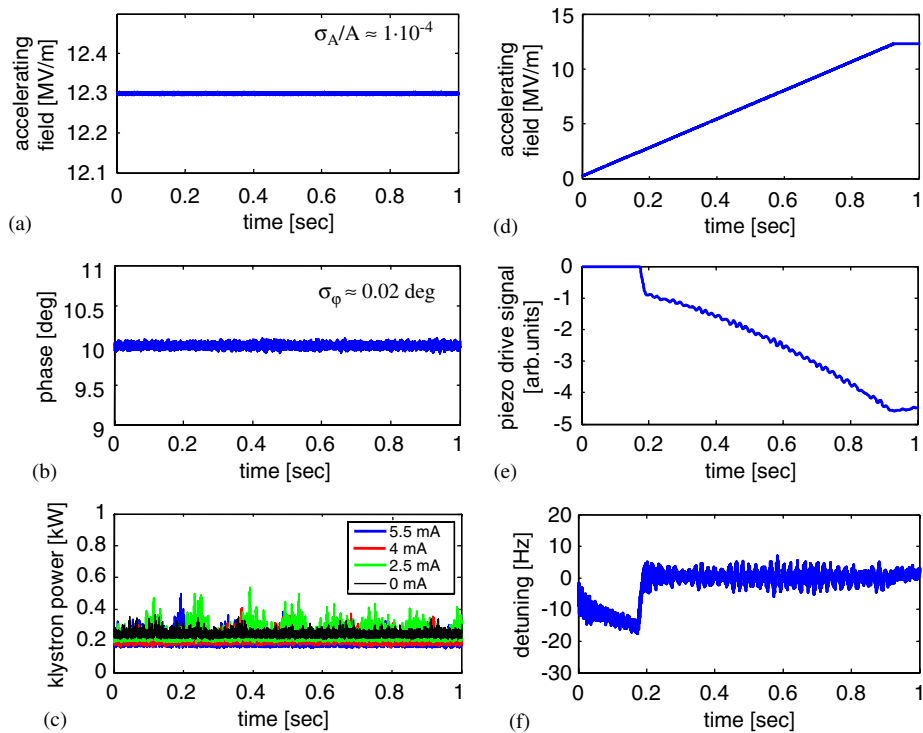 σ_A/A ≈ 1·10⁻⁴
12.4
12.3
12.2
12.1
accelerating
field [MV/m]
0 0.2 0.4 0.6 0.8 1
time [sec]
(a)
σ_φ ≈ 0.02 deg
11
10.5
10
9.5
9
phase [deg]
0 0.2 0.4 0.6 0.8 1
time [sec]
(b)
1
0.8
0.6
0.4
0.2
0
klystron power [kW]
5.5 mA
4 mA
2.5 mA
0 mA
0 0.2 0.4 0.6 0.8 1
time [sec]
(c)
15
10
5
0
accelerating
field [MV/m]
0 0.2 0.4 0.6 0.8 1
time [sec]
(d)
0
-1
-2
-3
-4
-5
piezo drive signal
[arb.units]
0 0.2 0.4 0.6 0.8 1
time [sec]
(e)
20
10
0
-10
-20
-30
detuning [Hz]
0 0.2 0.4 0.6 0.8 1
time [sec]
(f)